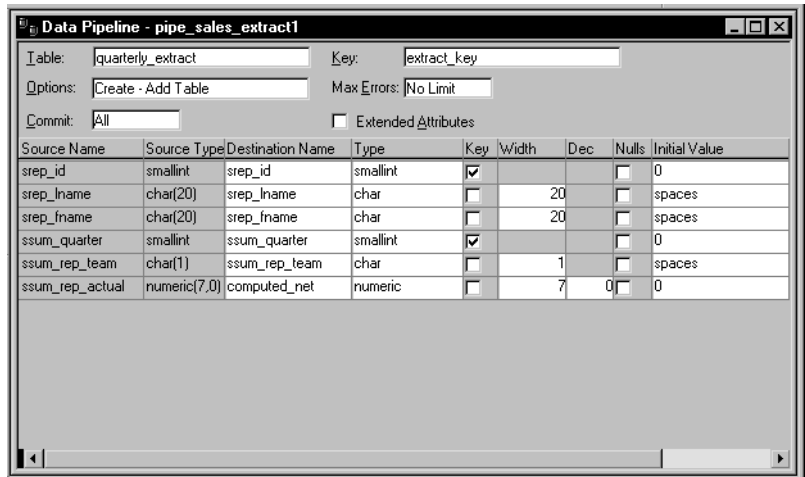 Data Pipeline - pipe_sales_extract1
Table: quarterly_extract Key: extract_key
Options: Create - Add Table Max Errors: No Limit
Commit: All Extended Attributes
Source Name Source Type Destination Name Type Key Width Dec Nulls Initial Value
srep_id smallint srep_id smallint 0
srep_lname char(20) srep_lname char 20 spaces
srep_fname char(20) srep_fname char 20 spaces
ssum_quarter smallint ssum_quarter smallint 0
ssum_rep_team char(1) ssum_rep_team char 1 spaces
ssum_rep_actual numeric(7,0) computed_net numeric 7 0 0